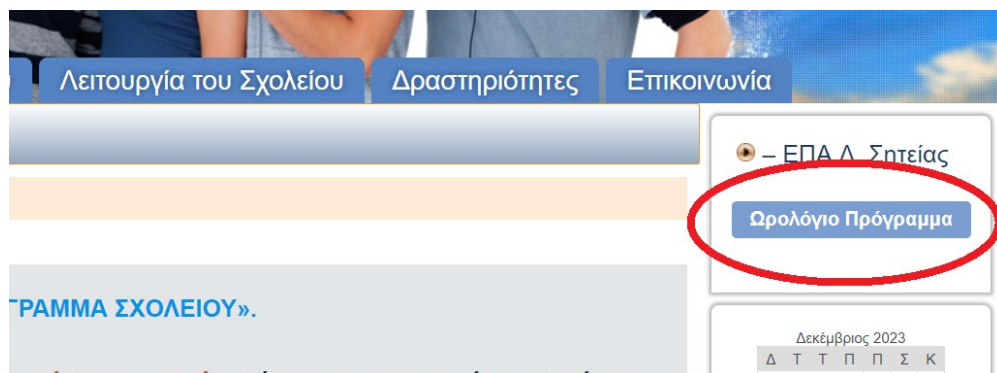 Λειτουργία του Σχολείου Δραστηριότητες Επικοινωνία
– ΕΠΑ.Λ. Σητείας
Ωρολόγιο Πρόγραμμα
ΓΡΑΜΜΑ ΣΧΟΛΕΙΟΥ».
Δεκέμβριος 2023
Δ Τ Τ Π Π Σ Κ